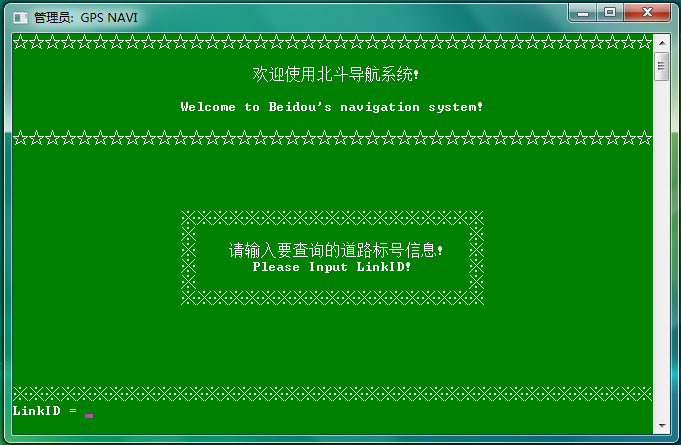 管理员: GPS NAVI
☆☆☆☆☆☆☆☆☆☆☆☆☆☆☆☆☆☆☆☆☆☆☆☆☆☆☆☆☆☆☆☆☆☆☆☆☆☆☆☆
欢迎使用北斗导航系统!
Welcome to Beidou's navigation system!
☆☆☆☆☆☆☆☆☆☆☆☆☆☆☆☆☆☆☆☆☆☆☆☆☆☆☆☆☆☆☆☆☆☆☆☆☆☆☆☆
※※※※※※※※※※※※※※※※※※※
请输入要查询的道路标号信息!
Please Input LinkID!
※※※※※※※※※※※※※※※※※※※
※※※※※※※※※※※※※※※※※※※※※※※※※※※※※※※※※※※※※※※※
LinkID = _